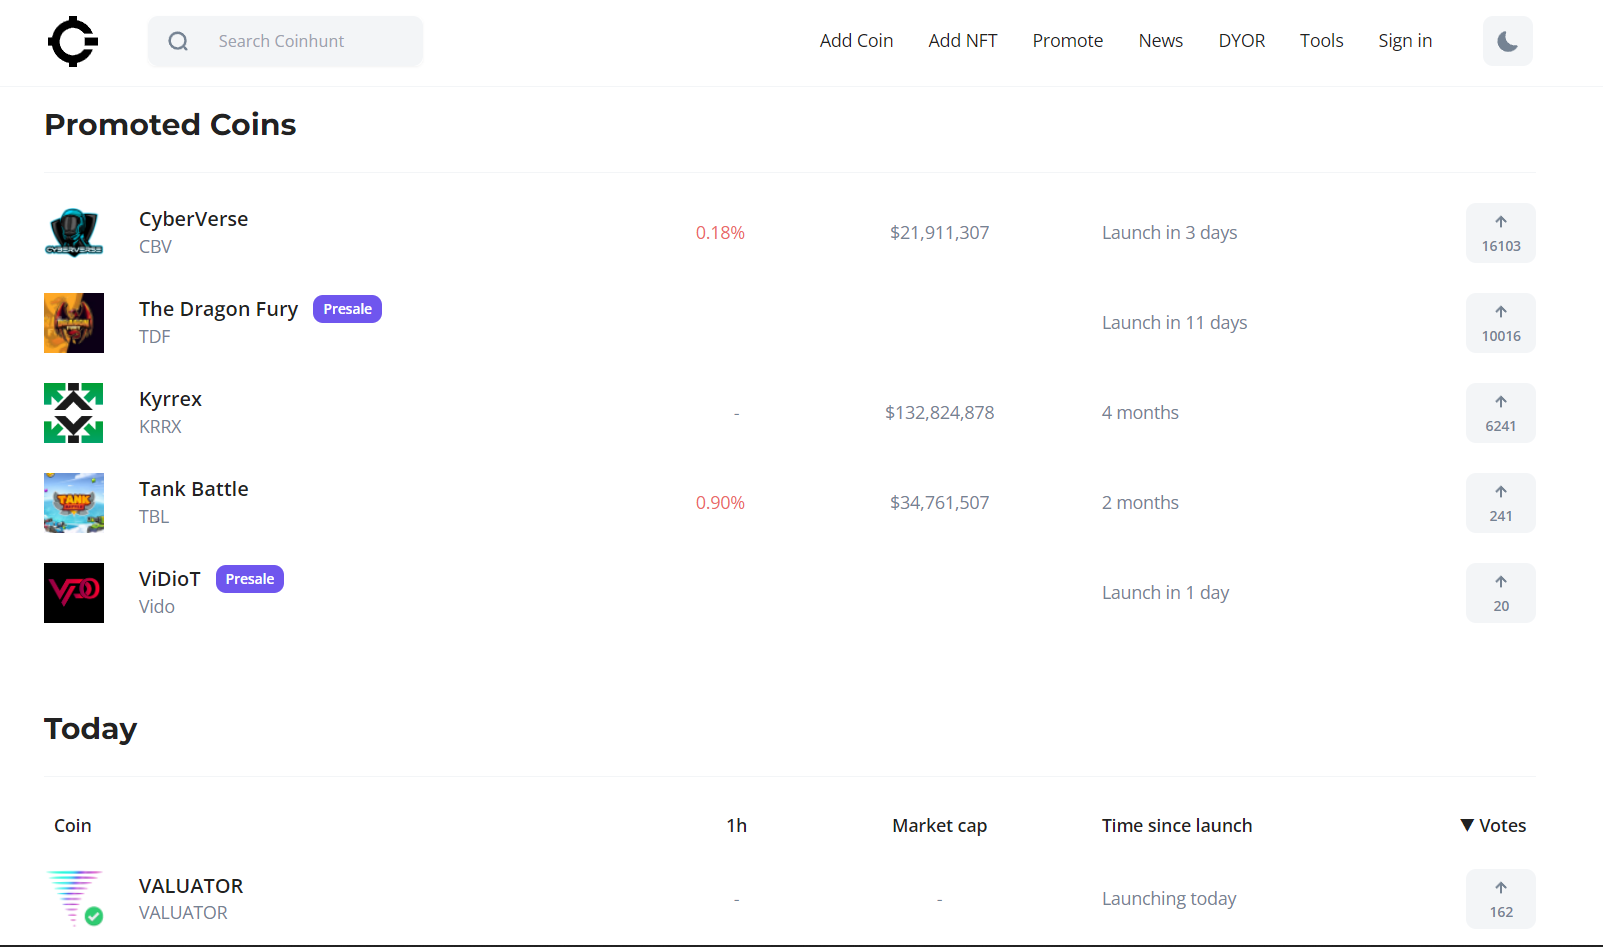 Search Coinhunt
Add Coin
Add NFT
Promote
News
DYOR
Tools
Sign in
Promoted Coins
CYBERVERSE
CyberVerse
CBV
0.18%
$21,911,307
Launch in 3 days
16103
DRAGON
FURY
The Dragon Fury
Presale
TDF
Launch in 11 days
10016
Kyrrex
KRRX
-
$132,824,878
4 months
6241
TANK
Tank Battle
TBL
0.90%
$34,761,507
2 months
241
ViDioT
Presale
Vido
Launch in 1 day
20
Today
Coin
1h
Market cap
Time since launch
▼ Votes
VALUATOR
VALUATOR
-
-
Launching today
162